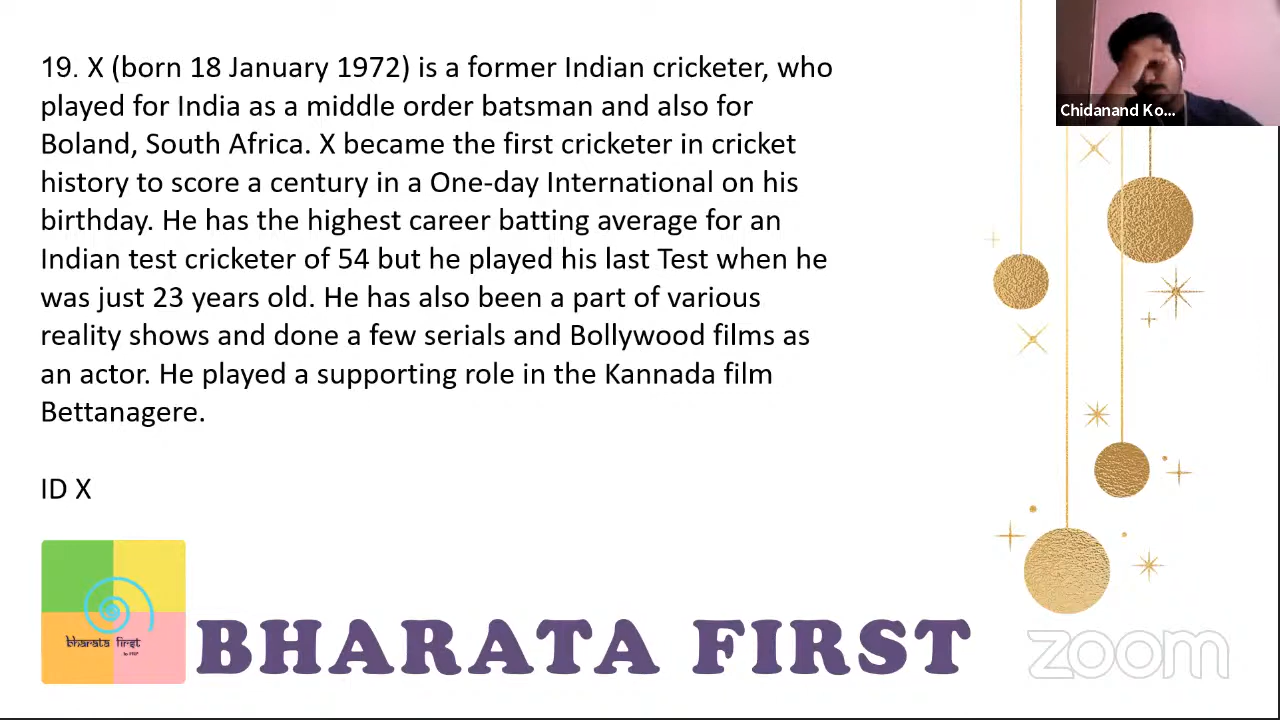 Chidanand Ko...
19. X (born 18 January 1972) is a former Indian cricketer, who
played for India as a middle order batsman and also for
Boland, South Africa. X became the first cricketer in cricket
history to score a century in a One-day International on his
birthday. He has the highest career batting average for an
Indian test cricketer of 54 but he played his last Test when he
was just 23 years old. He has also been a part of various
reality shows and done a few serials and Bollywood films as
an actor. He played a supporting role in the Kannada film
Bettanagere.
ID X
bharata first
BHARATA FIRST
zoom